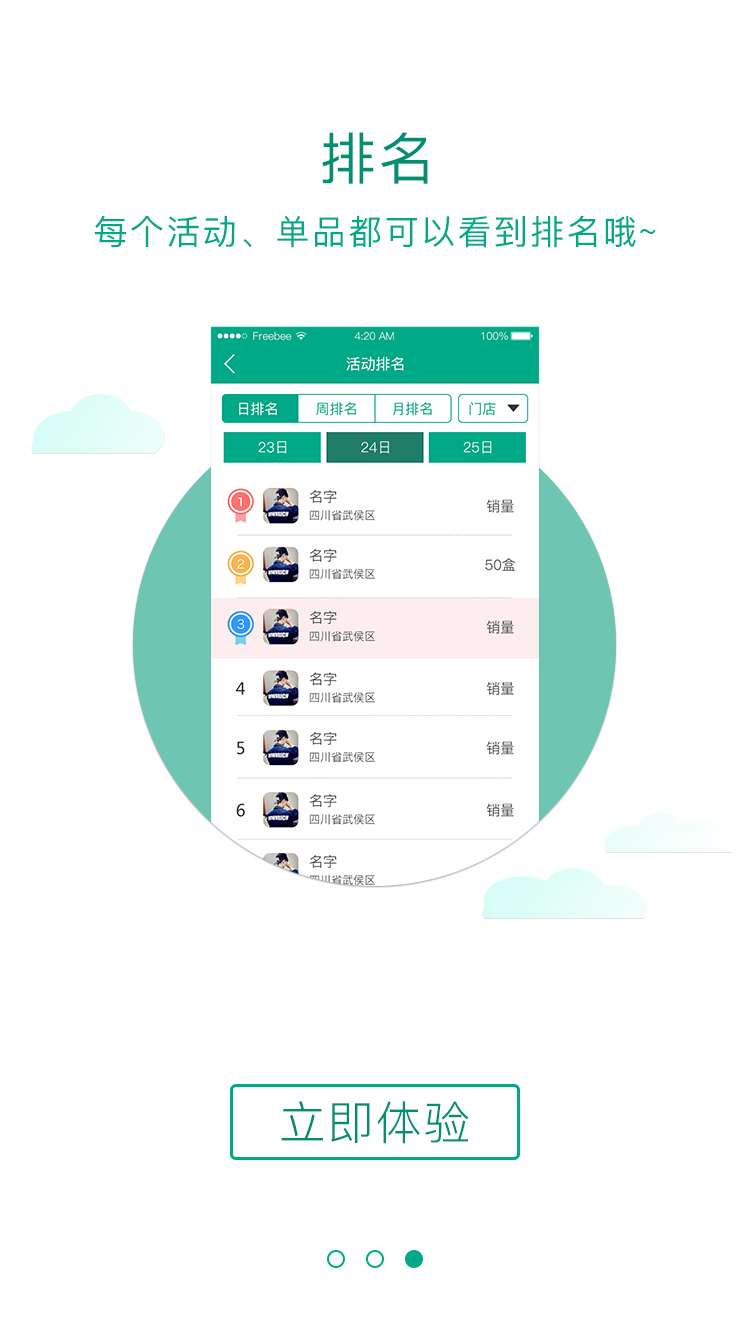 排名
每个活动、单品都可以看到排名哦~
Freebee 4:20 AM 100%
活动排名
日排名 周排名 月排名 门店
23日 24日 25日
1 名字 销量
四川省武侯区
2 名字 50盒
四川省武侯区
3 名字 销量
四川省武侯区
4 名字 销量
四川省武侯区
5 名字 销量
四川省武侯区
6 名字 销量
四川省武侯区
名字
四川省武侯区
立即体验